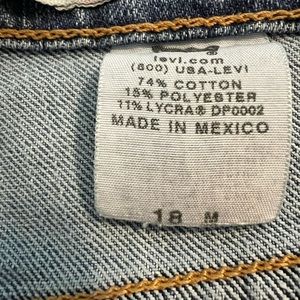 levi.com
(800) USA-LEVI
74% COTTON
15% POLYESTER
11% LYCRA® DP0002
MADE IN MEXICO
18 M